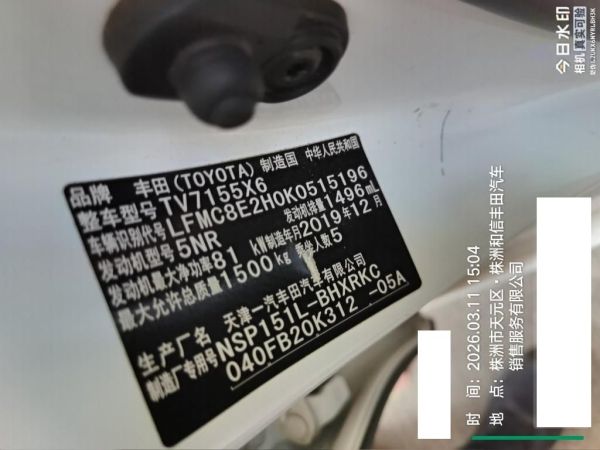 品牌 丰田(TOYOTA) 制造国 中华人民共和国
整车型号 TV7155X6
车辆识别代号 LFMC8E2H0K0515196
发动机型号 5NR 发动机排量 1496mL
发动机最大净功率 81 kW 制造年月 2019年12月
最大允许总质量 1500 kg 乘坐人数 5
生产厂名 天津一汽丰田汽车有限公司
制造厂专用号 NSP151L-BHXRKC
040FB20K312 -05A
今日水印
相机 真实可验
时 间：2026.03.11 15:04
地 点：株洲市天元区·株洲和信丰田汽车
销售服务有限公司